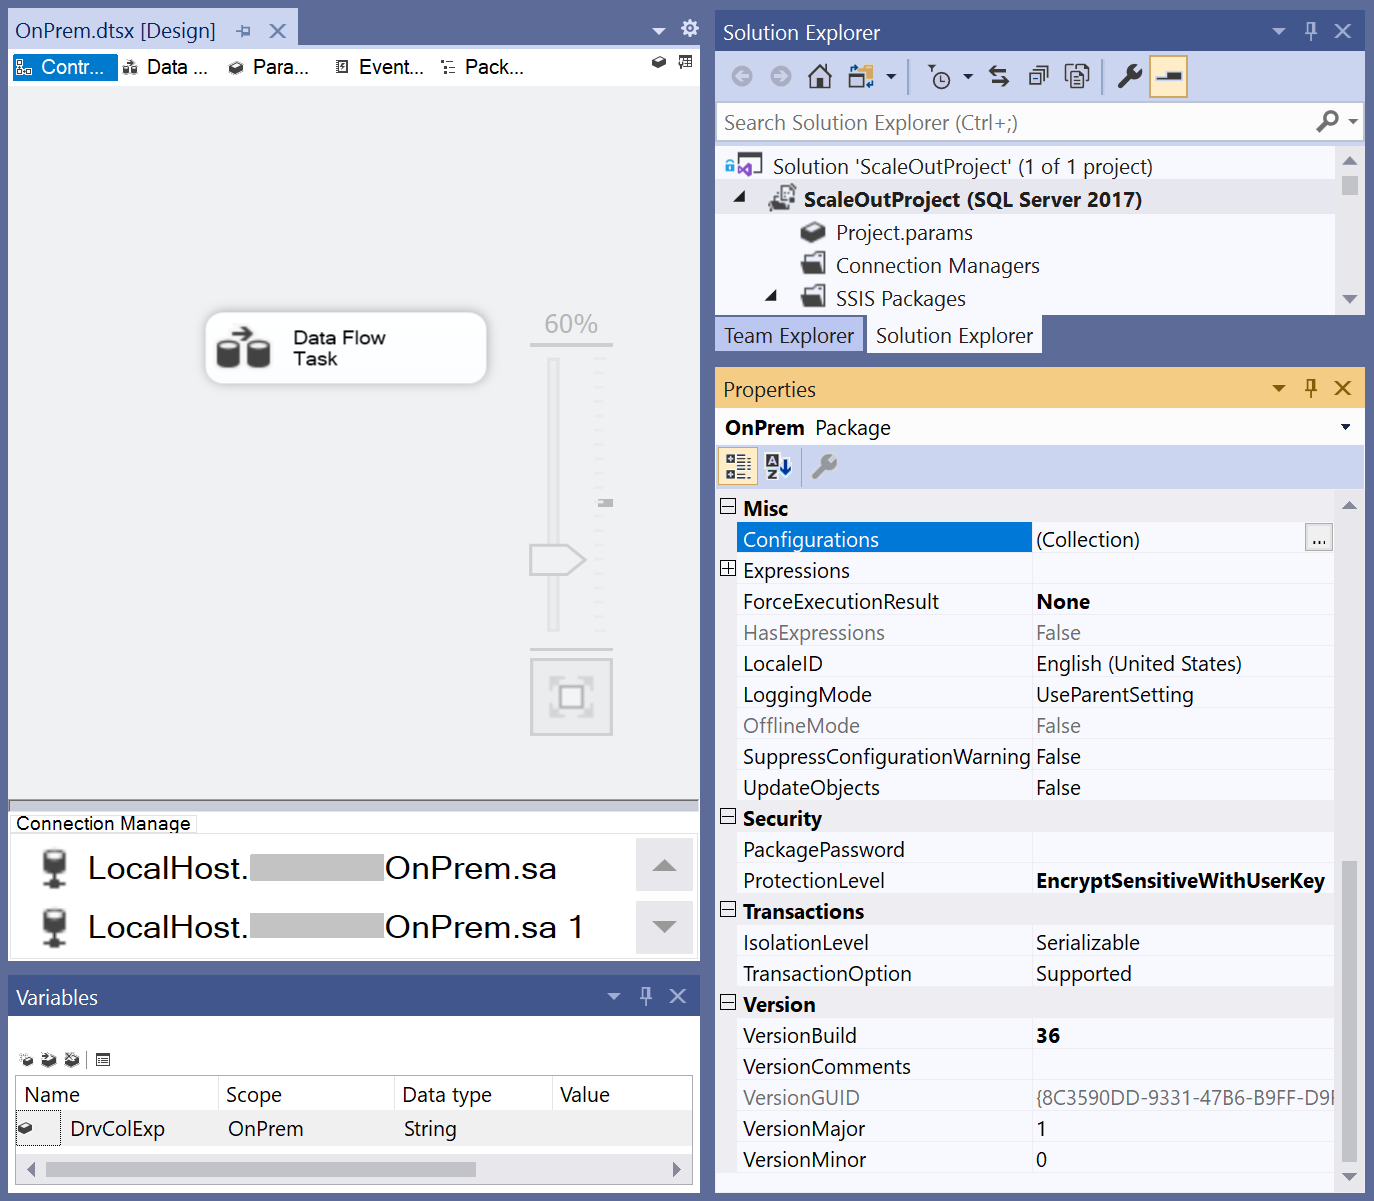 OnPrem.dtsx [Design]
Contr... Data ... Para... Event... Pack...
Data Flow
Task
60%
Connection Manage
LocalHost. OnPrem.sa
LocalHost. OnPrem.sa 1
Variables
Name Scope Data type Value
DrvColExp OnPrem String
Solution Explorer
Search Solution Explorer (Ctrl+;)
Solution 'ScaleOutProject' (1 of 1 project)
ScaleOutProject (SQL Server 2017)
Project.params
Connection Managers
SSIS Packages
Team Explorer Solution Explorer
Properties
OnPrem Package
Misc
Configurations (Collection) ...
Expressions
ForceExecutionResult None
HasExpressions False
LocaleID English (United States)
LoggingMode UseParentSetting
OfflineMode False
SuppressConfigurationWarning False
UpdateObjects False
Security
PackagePassword
ProtectionLevel EncryptSensitiveWithUserKey
Transactions
IsolationLevel Serializable
TransactionOption Supported
Version
VersionBuild 36
VersionComments
VersionGUID {8C3590DD-9331-47B6-B9FF-D9F
VersionMajor 1
VersionMinor 0